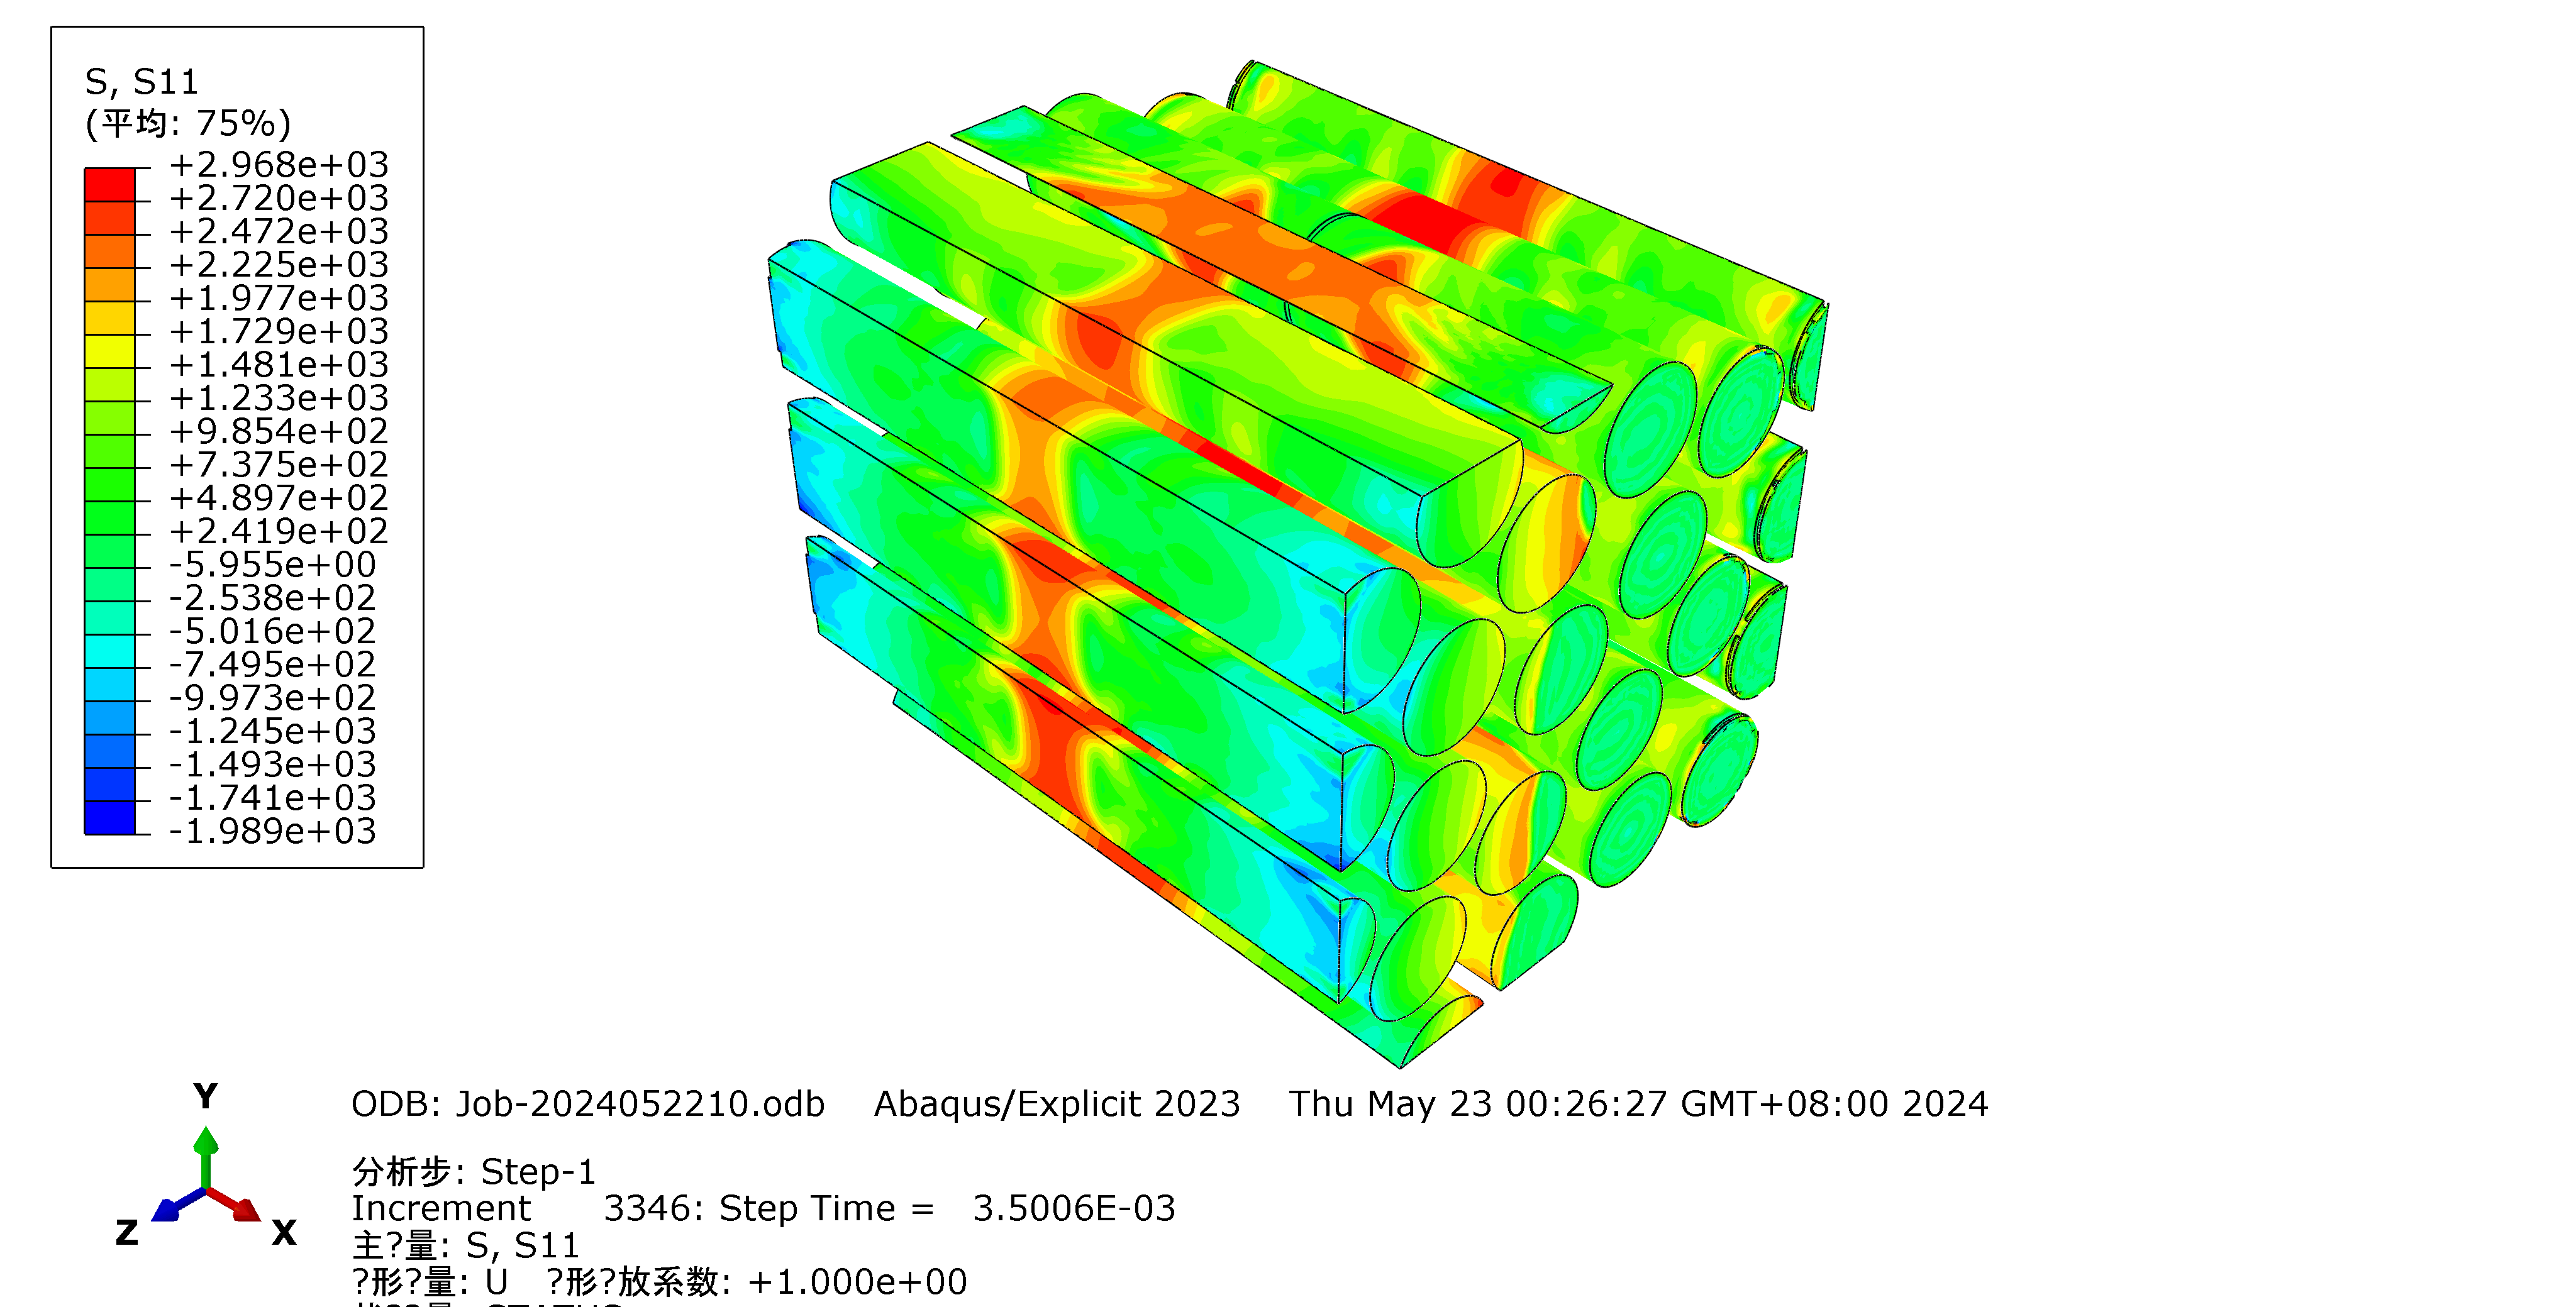 S, S11
(平均: 75%)
+2.968e+03
+2.720e+03
+2.472e+03
+2.225e+03
+1.977e+03
+1.729e+03
+1.481e+03
+1.233e+03
+9.854e+02
+7.375e+02
+4.897e+02
+2.419e+02
-5.955e+00
-2.538e+02
-5.016e+02
-7.495e+02
-9.973e+02
-1.245e+03
-1.493e+03
-1.741e+03
-1.989e+03
Y
Z
X
ODB: Job-2024052210.odb Abaqus/Explicit 2023 Thu May 23 00:26:27 GMT+08:00 2024
分析步: Step-1
Increment 3346: Step Time = 3.5006E-03
主?量: S, S11
?形?量: U ?形?放系数: +1.000e+00